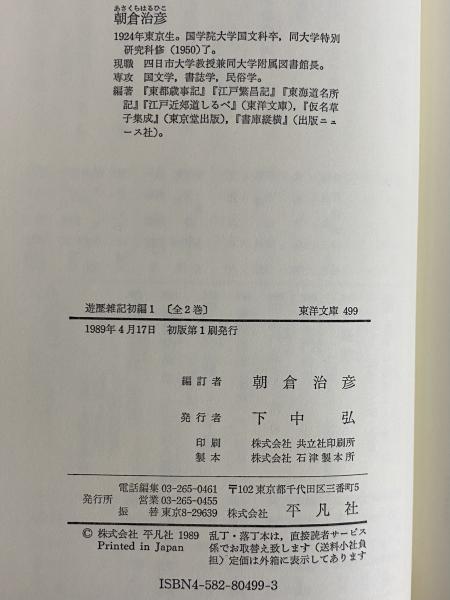 あさくらはるひこ
朝倉治彦
1924年東京生。国学院大学国文科卒，同大学特別
研究科修（1950）了。
現職　四日市大学教授兼同大学附属図書館長。
専攻　国文学，書誌学，民俗学。
編著　『東都歳事記』『江戸繁昌記』『東海道名所
記』『江戸近郊道しるべ』（東洋文庫），『仮名草
子集成』（東京堂出版），『書庫縦横』（出版ニュ
ース社）。
遊歴雑記初編1　〔全2巻〕　東洋文庫 499
1989年4月17日　初版第1刷発行
編訂者　朝倉治彦
発行者　下中弘
印刷　株式会社 共立社印刷所
製本　株式会社 石津製本所
電話編集 03-265-0461　〒102東京都千代田区三番町5
発行所　営業 03-265-0455
振替 東京8-29639　株式会社 平凡社
© 株式会社 平凡社 1989　乱丁・落丁本は，直接読者サービス
Printed in Japan　係でお取替え致します（送料小社負
担）定価は外箱に表示してあります
ISBN4-582-80499-3